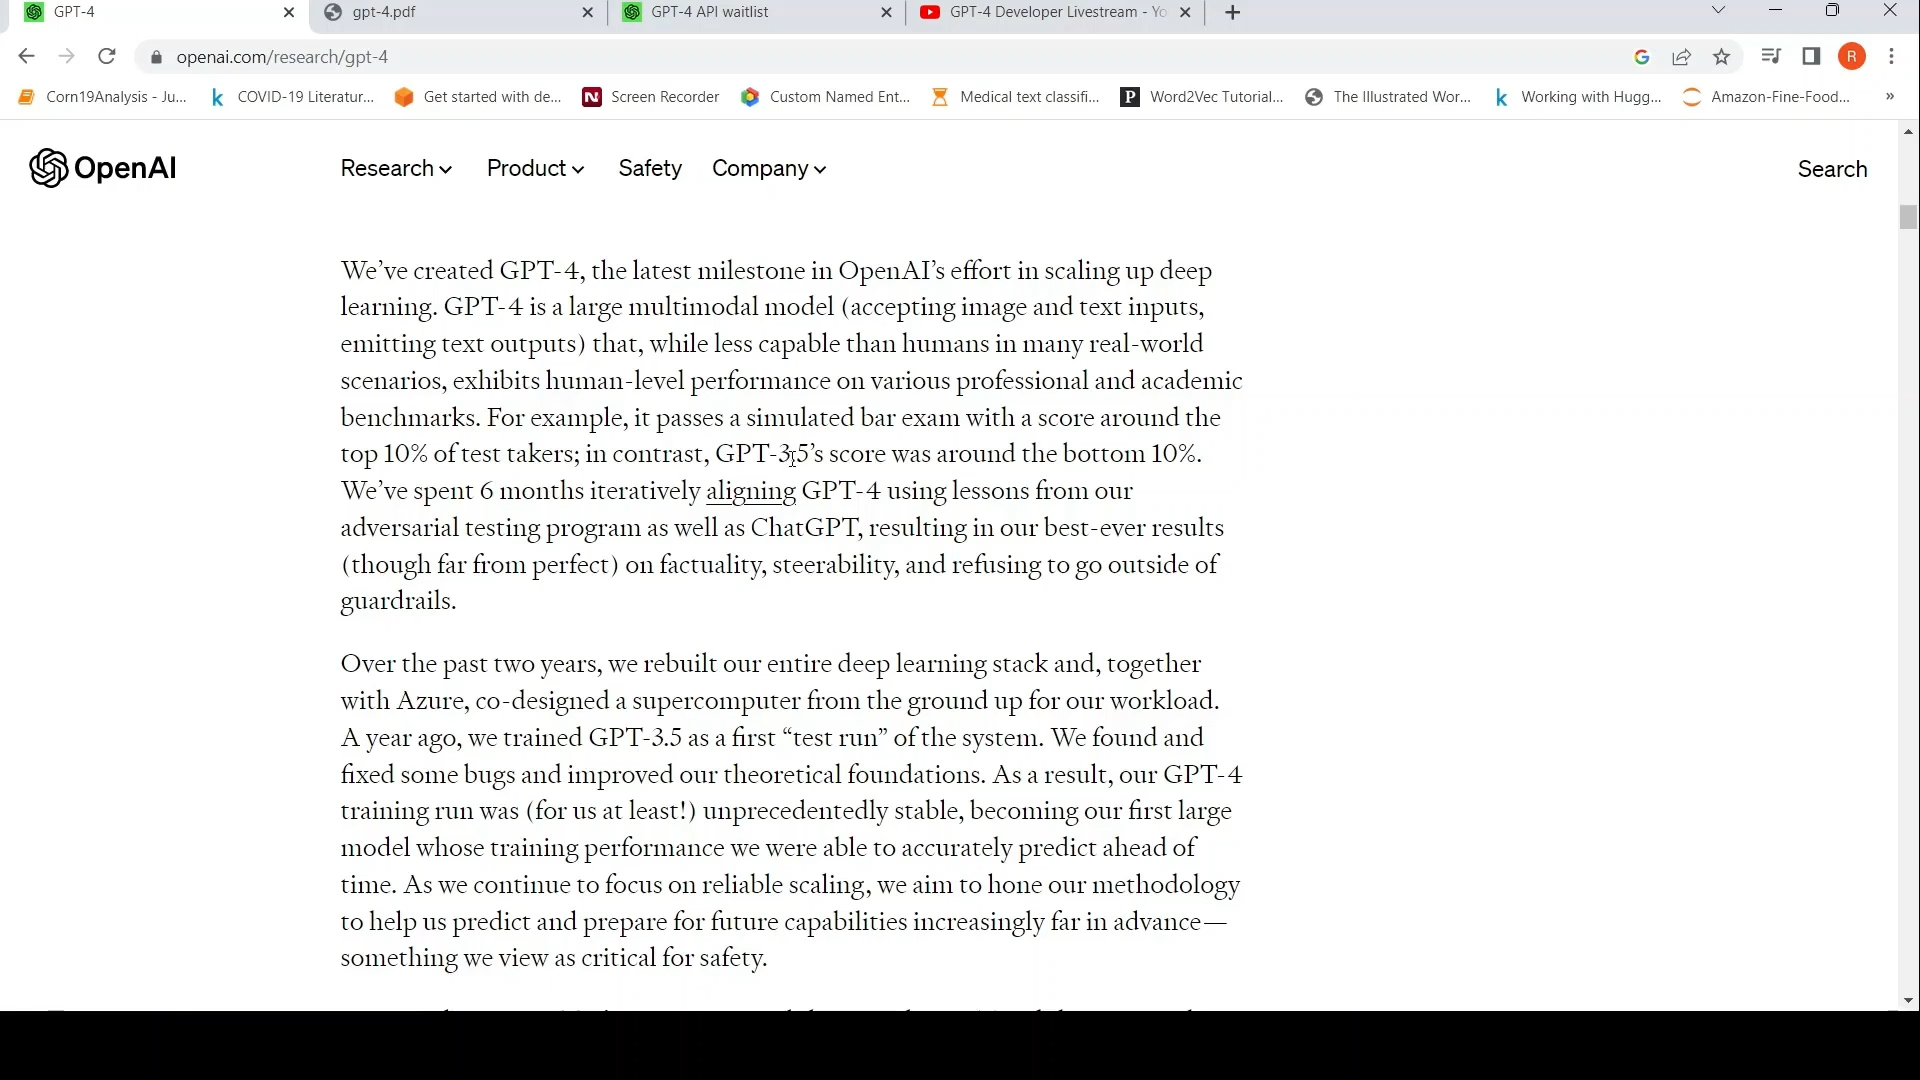 GPT-4
gpt-4.pdf
GPT-4 API waitlist
GPT-4 Developer Livestream - Yo
openai.com/research/gpt-4
R
Corn19Analysis - Ju...
COVID-19 Literatur...
Get started with de...
Screen Recorder
Custom Named Ent...
Medical text classifi...
Word2Vec Tutorial...
The Illustrated Wor...
Working with Hugg...
Amazon-Fine-Food...
»
OpenAI
Research
Product
Safety
Company
Search
We’ve created GPT-4, the latest milestone in OpenAI’s effort in scaling up deep
learning. GPT-4 is a large multimodal model (accepting image and text inputs,
emitting text outputs) that, while less capable than humans in many real-world
scenarios, exhibits human-level performance on various professional and academic
benchmarks. For example, it passes a simulated bar exam with a score around the
top 10% of test takers; in contrast, GPT-3.5’s score was around the bottom 10%.
We’ve spent 6 months iteratively aligning GPT-4 using lessons from our
adversarial testing program as well as ChatGPT, resulting in our best-ever results
(though far from perfect) on factuality, steerability, and refusing to go outside of
guardrails.
Over the past two years, we rebuilt our entire deep learning stack and, together
with Azure, co-designed a supercomputer from the ground up for our workload.
A year ago, we trained GPT-3.5 as a first “test run” of the system. We found and
fixed some bugs and improved our theoretical foundations. As a result, our GPT-4
training run was (for us at least!) unprecedentedly stable, becoming our first large
model whose training performance we were able to accurately predict ahead of
time. As we continue to focus on reliable scaling, we aim to hone our methodology
to help us predict and prepare for future capabilities increasingly far in advance—
something we view as critical for safety.